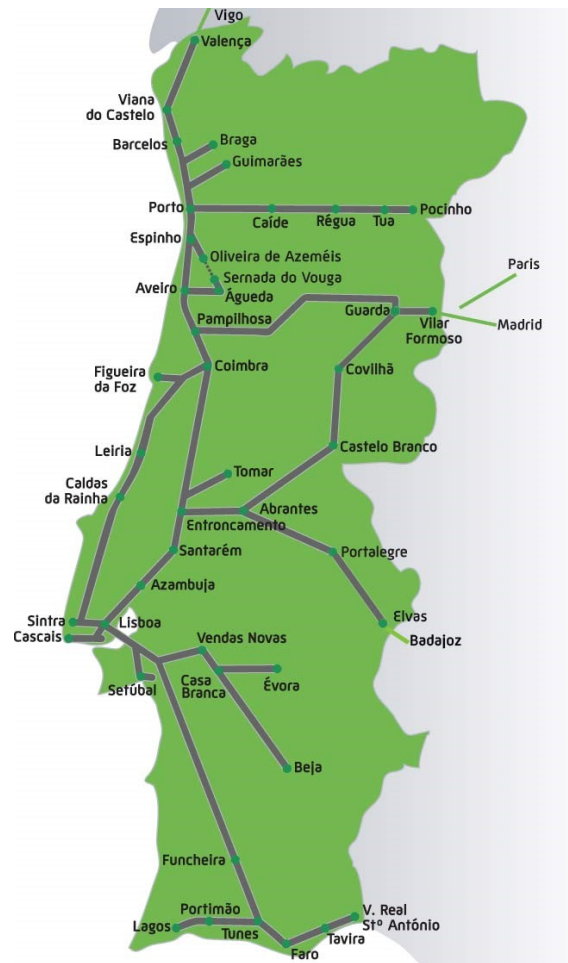 Vigo
Valença
Viana
do Castelo
Barcelos
Braga
Guimarães
Porto
Caíde
Régua
Tua
Pocinho
Espinho
Oliveira de Azeméis
Sernada do Vouga
Aveiro
Águeda
Paris
Pampilhosa
Guarda
Vilar
Formoso
Madrid
Figueira
da Foz
Coimbra
Covilhã
Leiria
Castelo Branco
Caldas
da Rainha
Tomar
Entroncamento
Abrantes
Santarém
Portalegre
Azambuja
Sintra
Cascais
Lisboa
Elvas
Badajoz
Vendas Novas
Setúbal
Casa
Branca
Évora
Beja
Funcheira
Portimão
Lagos
Tunes
Faro
Tavira
V. Real
Stº António